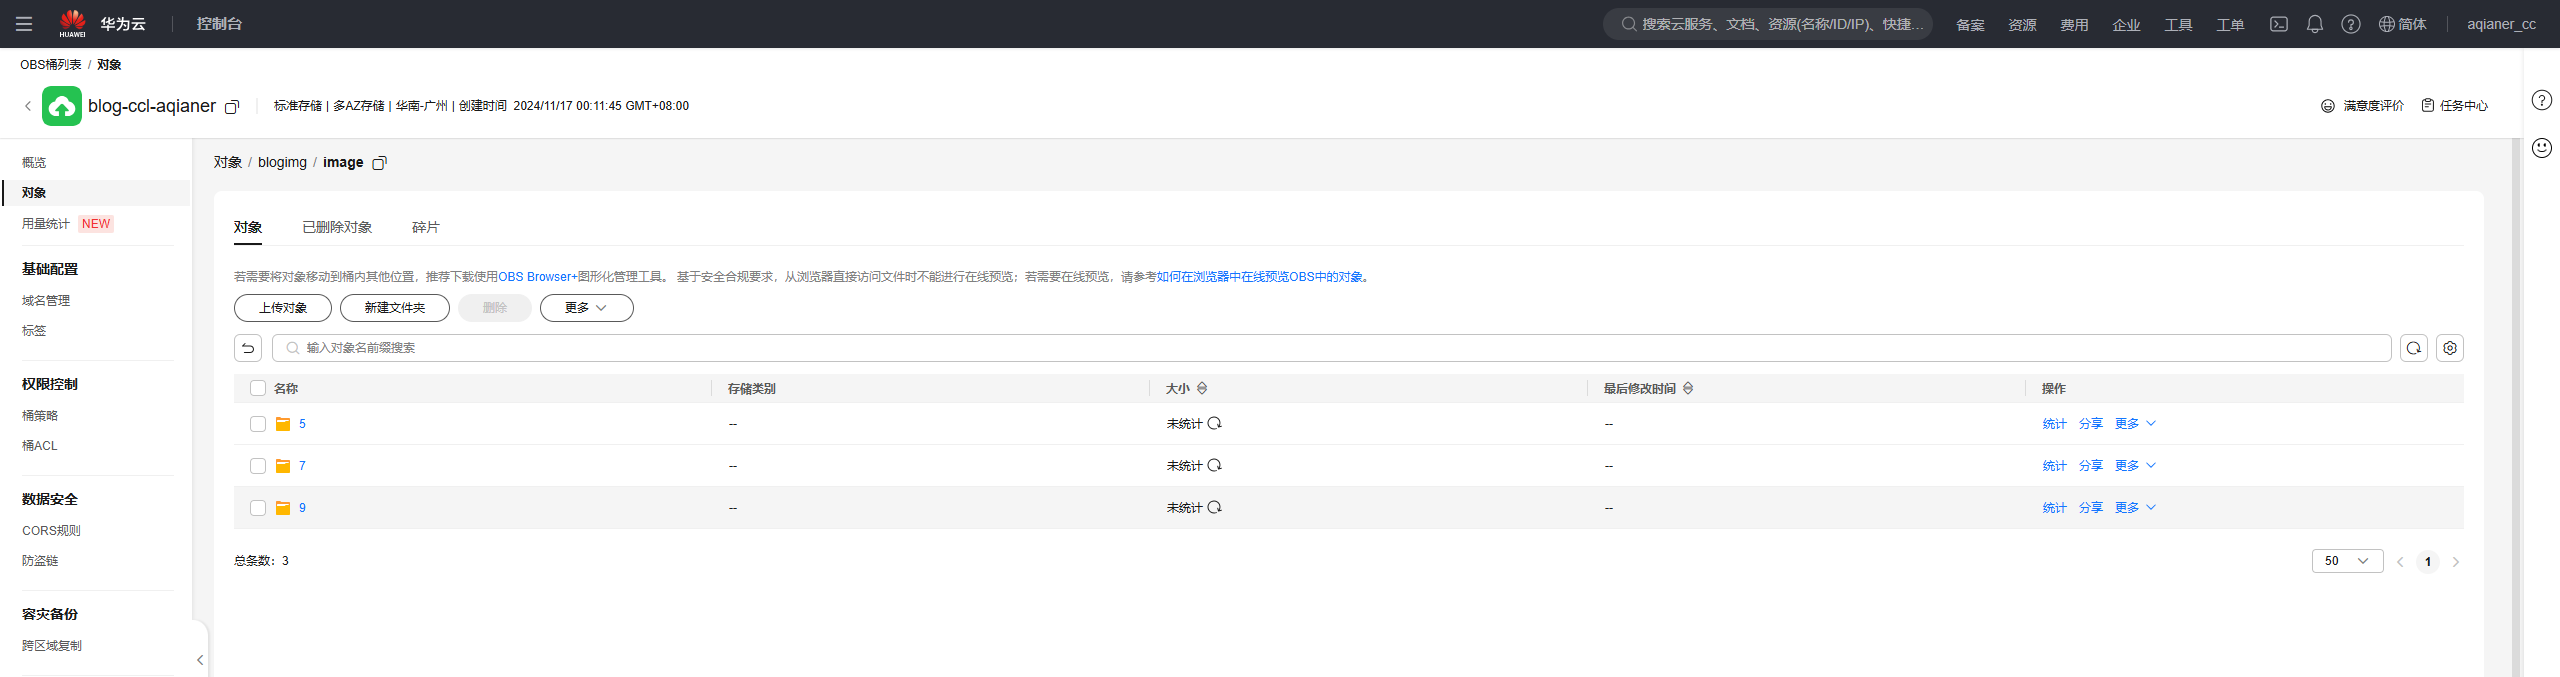 HUAWEI 华为云 控制台 搜索云服务、文档、资源(名称/ID/IP)、快捷... 备案 资源 费用 企业 工具 工单 简体 aqianer_cc
OBS桶列表 / 对象
blog-ccl-aqianer 标准存储 | 多AZ存储 | 华南-广州 | 创建时间 2024/11/17 00:11:45 GMT+08:00 满意度评价 任务中心
概览
对象
用量统计 NEW
基础配置
域名管理
标签
权限控制
桶策略
桶ACL
数据安全
CORS规则
防盗链
容灾备份
跨区域复制
对象 / blogimg / image
对象 已删除对象 碎片
若需要将对象移动到桶内其他位置，推荐下载使用OBS Browser+图形化管理工具。 基于安全合规要求，从浏览器直接访问文件时不能进行在线预览；若需要在线预览，请参考如何在浏览器中在线预览OBS中的对象。
上传对象 新建文件夹 删除 更多
输入对象名前缀搜索
名称 存储类别 大小 最后修改时间 操作
5 -- 未统计 -- 统计 分享 更多
7 -- 未统计 -- 统计 分享 更多
9 -- 未统计 -- 统计 分享 更多
总条数：3 50 1